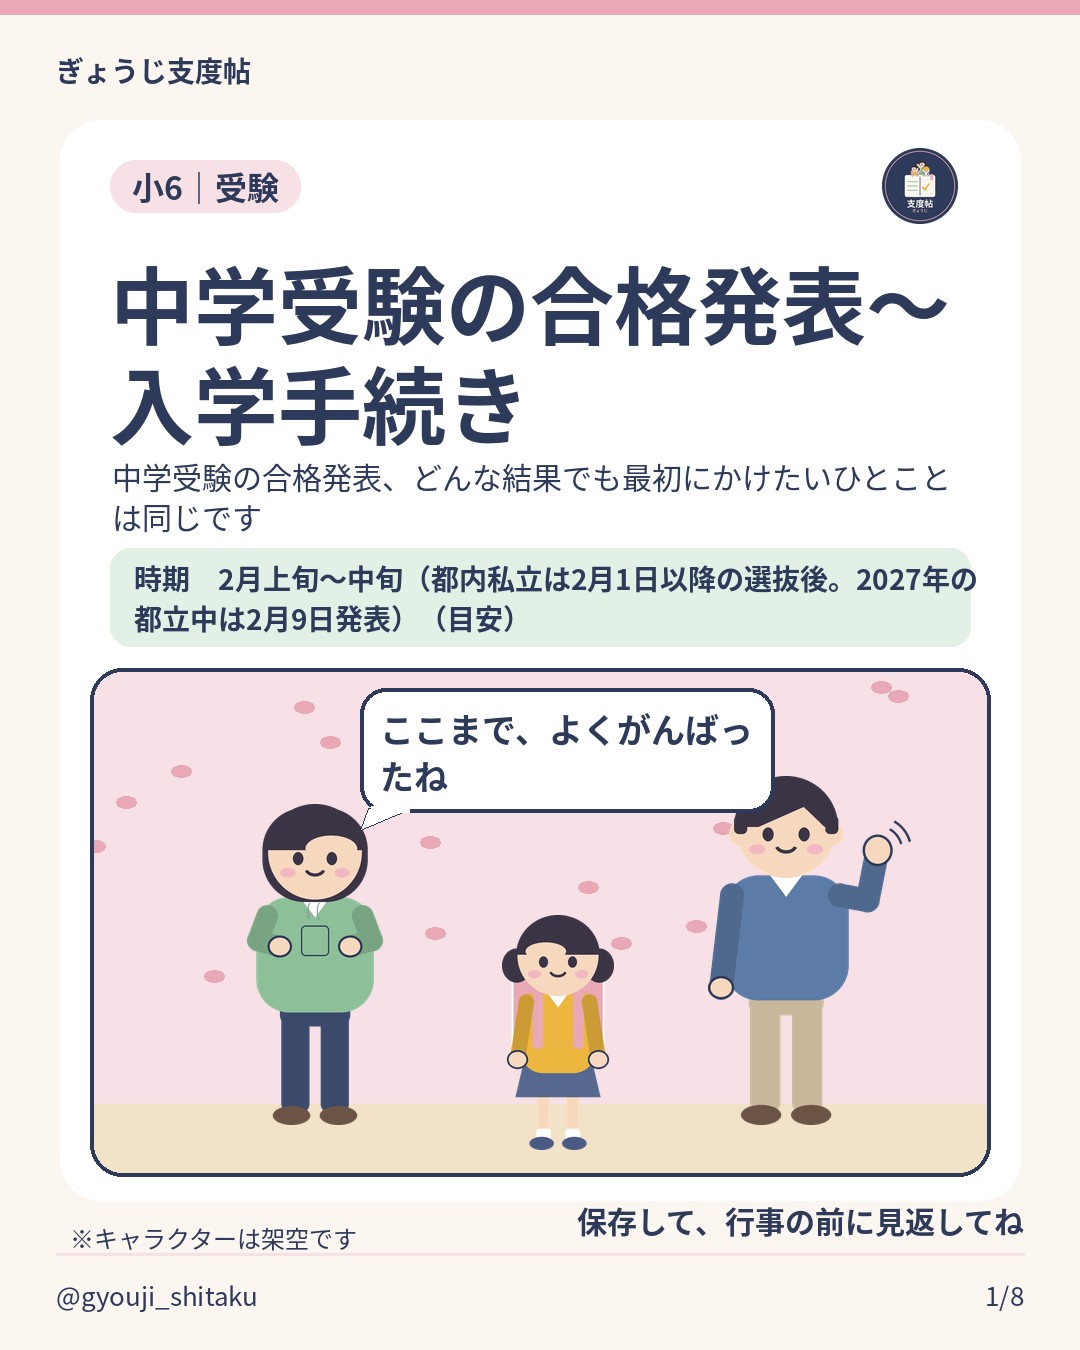 ぎょうじ支度帖
小6｜受験
支度帖
ぎょうじ
中学受験の合格発表〜
入学手続き
中学受験の合格発表、どんな結果でも最初にかけたいひとこと
は同じです
時期　2月上旬〜中旬（都内私立は2月1日以降の選抜後。2027年の
都立中は2月9日発表）（目安）
ここまで、よくがんばっ
たね
保存して、行事の前に見返してね
※キャラクターは架空です
@gyouji_shitaku
1/8